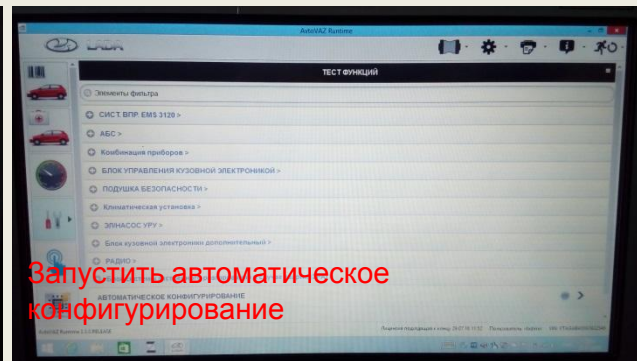 AvtoVAZ Runtime
LADA
ТЕСТ ФУНКЦИЙ
Элементы фильтра
СИСТ. ВПР. EMS 3120 >
АБС >
Комбинация приборов >
БЛОК УПРАВЛЕНИЯ КУЗОВНОЙ ЭЛЕКТРОНИКОЙ >
ПОДУШКА БЕЗОПАСНОСТИ >
Климатическая установка >
ЭЛНАСОС УРУ >
Блок кузовной электроники дополнительный >
РАДИО >
Запустить автоматическое
АВТОМАТИЧЕСКОЕ КОНФИГУРИРОВАНИЕ
конфигурирование